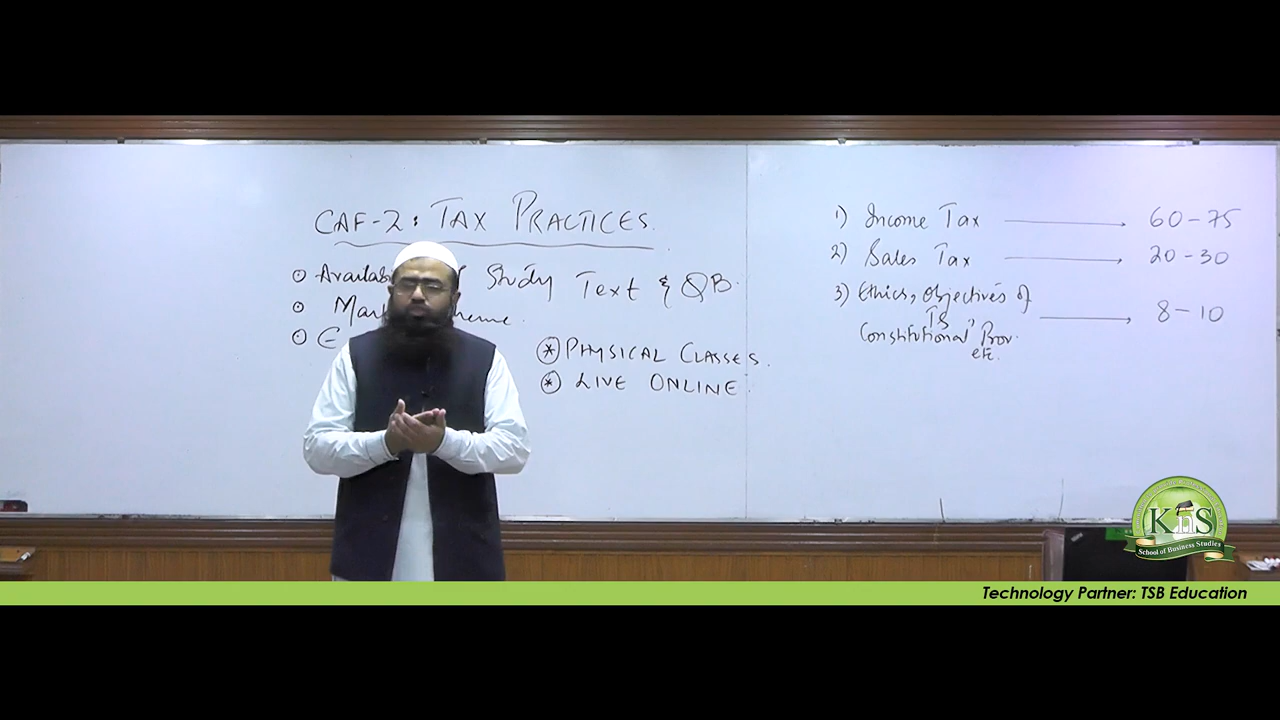 CAF-2: TAX PRACTICES.
Study Text & QB.
PHYSICAL CLASSES.
LIVE ONLINE
1) Income Tax → 60-75
2) Sales Tax → 20-30
3) Ethics, Objectives of
TS, → 8-10
Constitutional Prov.
etc.
KnS
School of Business Studies
Technology Partner: TSB Education